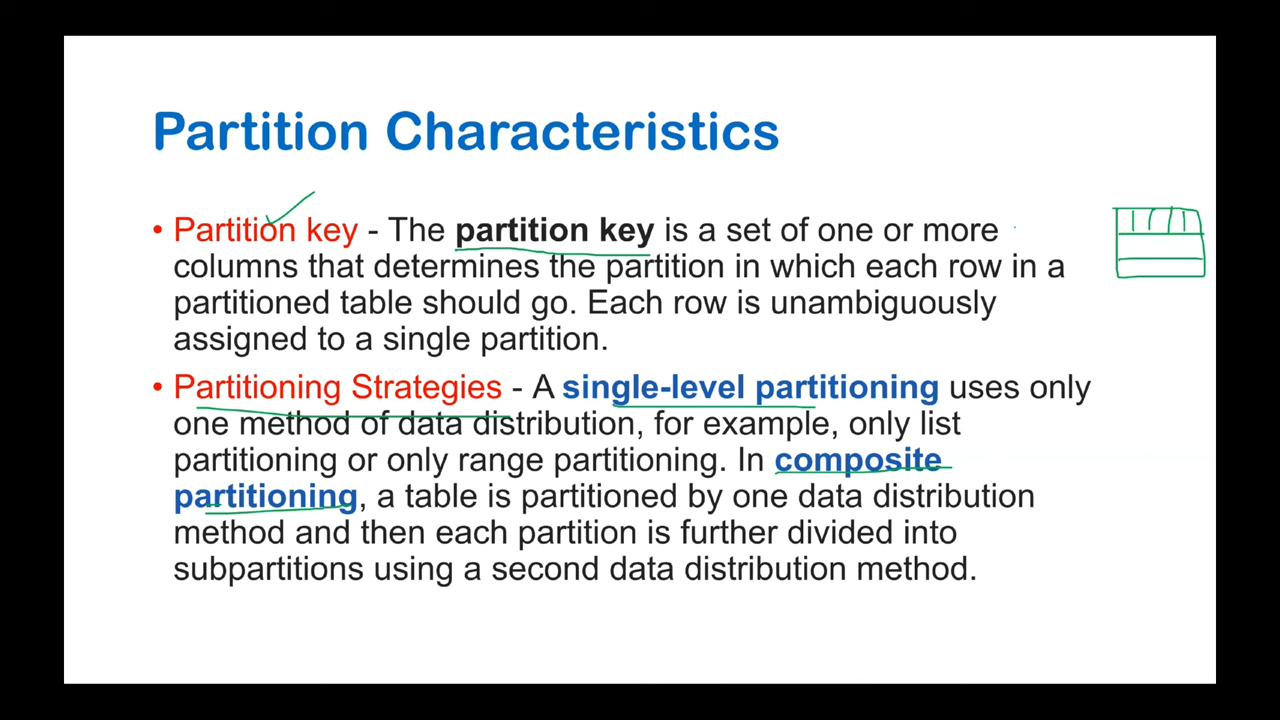 Partition Characteristics
• Partition key - The partition key is a set of one or more
columns that determines the partition in which each row in a
partitioned table should go. Each row is unambiguously
assigned to a single partition.
• Partitioning Strategies - A single-level partitioning uses only
one method of data distribution, for example, only list
partitioning or only range partitioning. In composite
partitioning, a table is partitioned by one data distribution
method and then each partition is further divided into
subpartitions using a second data distribution method.